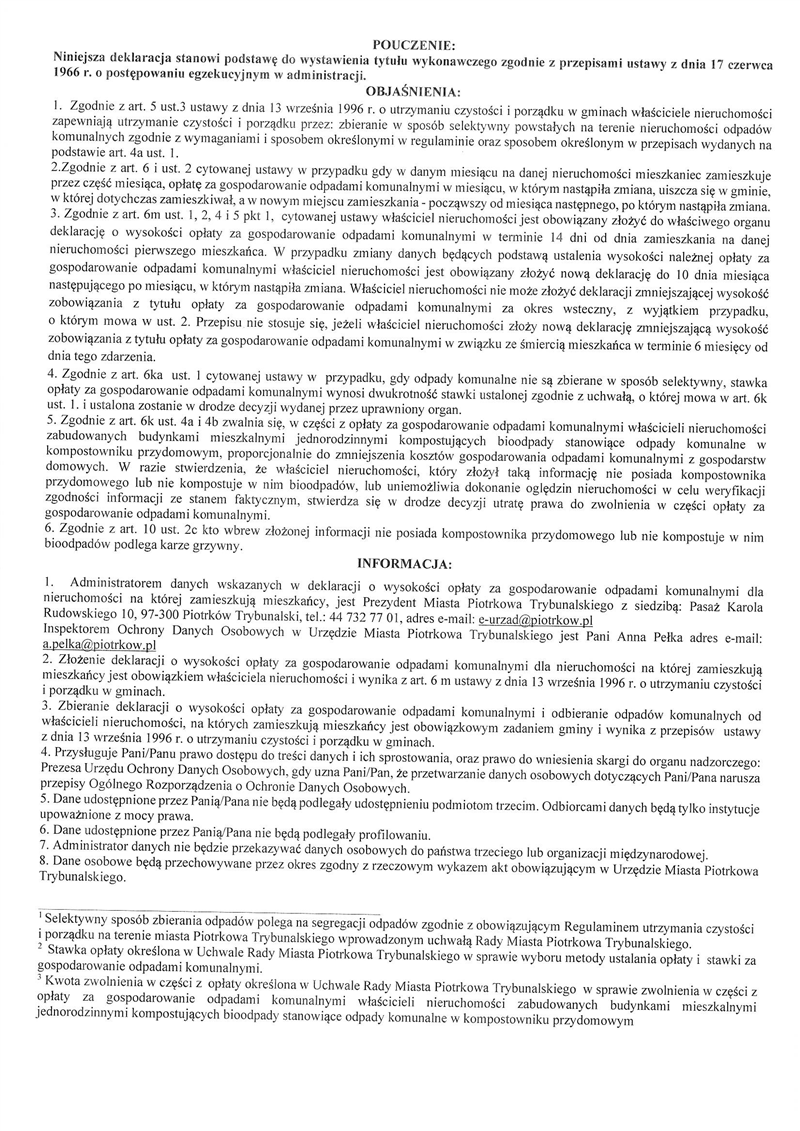 POUCZENIE:
Niniejsza deklaracja stanowi podstawę do wystawienia tytułu wykonawczego zgodnie z przepisami ustawy z dnia 17 czerwca
1966 r. o postępowaniu egzekucyjnym w administracji.
OBJAŚNIENIA:
1. Zgodnie z art. 5 ust.3 ustawy z dnia 13 września 1996 r. o utrzymaniu czystości i porządku w gminach właściciele nieruchomości
zapewniają utrzymanie czystości i porządku przez: zbieranie w sposób selektywny powstałych na terenie nieruchomości odpadów
komunalnych zgodnie z wymaganiami i sposobem określonymi w regulaminie oraz sposobem określonym w przepisach wydanych na
podstawie art. 4a ust. 1.
2.Zgodnie z art. 6 i ust. 2 cytowanej ustawy w przypadku gdy w danym miesiącu na danej nieruchomości mieszkaniec zamieszkuje
przez część miesiąca, opłatę za gospodarowanie odpadami komunalnymi w miesiącu, w którym nastąpiła zmiana, uiszcza się w gminie,
w której dotychczas zamieszkiwał, a w nowym miejscu zamieszkania - począwszy od miesiąca następnego, po którym nastąpiła zmiana.
3. Zgodnie z art. 6m ust. 1, 2, 4 i 5 pkt 1, cytowanej ustawy właściciel nieruchomości jest obowiązany złożyć do właściwego organu
deklarację o wysokości opłaty za gospodarowanie odpadami komunalnymi w terminie 14 dni od dnia zamieszkania na danej
nieruchomości pierwszego mieszkańca. W przypadku zmiany danych będących podstawą ustalenia wysokości należnej opłaty za
gospodarowanie odpadami komunalnymi właściciel nieruchomości jest obowiązany złożyć nową deklarację do 10 dnia miesiąca
następującego po miesiącu, w którym nastąpiła zmiana. Właściciel nieruchomości nie może złożyć deklaracji zmniejszającej wysokość
zobowiązania z tytułu opłaty za gospodarowanie odpadami komunalnymi za okres wsteczny, z wyjątkiem przypadku,
o którym mowa w ust. 2. Przepisu nie stosuje się, jeżeli właściciel nieruchomości złoży nową deklarację zmniejszającą wysokość
zobowiązania z tytułu opłaty za gospodarowanie odpadami komunalnymi w związku ze śmiercią mieszkańca w terminie 6 miesięcy od
dnia tego zdarzenia.
4. Zgodnie z art. 6ka ust. 1 cytowanej ustawy w przypadku, gdy odpady komunalne nie są zbierane w sposób selektywny, stawka
opłaty za gospodarowanie odpadami komunalnymi wynosi dwukrotność stawki ustalonej zgodnie z uchwałą, o której mowa w art. 6k
ust. 1. i ustalona zostanie w drodze decyzji wydanej przez uprawniony organ.
5. Zgodnie z art. 6k ust. 4a i 4b zwalnia się, w części z opłaty za gospodarowanie odpadami komunalnymi właścicieli nieruchomości
zabudowanych budynkami mieszkalnymi jednorodzinnymi kompostujących bioodpady stanowiące odpady komunalne w
kompostowniku przydomowym, proporcjonalnie do zmniejszenia kosztów gospodarowania odpadami komunalnymi z gospodarstw
domowych. W razie stwierdzenia, że właściciel nieruchomości, który złożył taką informację nie posiada kompostownika
przydomowego lub nie kompostuje w nim bioodpadów, lub uniemożliwia dokonanie oględzin nieruchomości w celu weryfikacji
zgodności informacji ze stanem faktycznym, stwierdza się w drodze decyzji utratę prawa do zwolnienia w części opłaty za
gospodarowanie odpadami komunalnymi.
6. Zgodnie z art. 10 ust. 2c kto wbrew złożonej informacji nie posiada kompostownika przydomowego lub nie kompostuje w nim
bioodpadów podlega karze grzywny.
INFORMACJA:
1. Administratorem danych wskazanych w deklaracji o wysokości opłaty za gospodarowanie odpadami komunalnymi dla
nieruchomości na której zamieszkują mieszkańcy, jest Prezydent Miasta Piotrkowa Trybunalskiego z siedzibą: Pasaż Karola
Rudowskiego 10, 97-300 Piotrków Trybunalski, tel.: 44 732 77 01, adres e-mail: e-urzad@piotrkow.pl
Inspektorem Ochrony Danych Osobowych w Urzędzie Miasta Piotrkowa Trybunalskiego jest Pani Anna Pełka adres e-mail:
a.pelka@piotrkow.pl
2. Złożenie deklaracji o wysokości opłaty za gospodarowanie odpadami komunalnymi dla nieruchomości na której zamieszkują
mieszkańcy jest obowiązkiem właściciela nieruchomości i wynika z art. 6 m ustawy z dnia 13 września 1996 r. o utrzymaniu czystości
i porządku w gminach.
3. Zbieranie deklaracji o wysokości opłaty za gospodarowanie odpadami komunalnymi i odbieranie odpadów komunalnych od
właścicieli nieruchomości, na których zamieszkują mieszkańcy jest obowiązkowym zadaniem gminy i wynika z przepisów ustawy
z dnia 13 września 1996 r. o utrzymaniu czystości i porządku w gminach.
4. Przysługuje Pani/Panu prawo dostępu do treści danych i ich sprostowania, oraz prawo do wniesienia skargi do organu nadzorczego:
Prezesa Urzędu Ochrony Danych Osobowych, gdy uzna Pani/Pan, że przetwarzanie danych osobowych dotyczących Pani/Pana narusza
przepisy Ogólnego Rozporządzenia o Ochronie Danych Osobowych.
5. Dane udostępnione przez Panią/Pana nie będą podlegały udostępnieniu podmiotom trzecim. Odbiorcami danych będą tylko instytucje
upoważnione z mocy prawa.
6. Dane udostępnione przez Panią/Pana nie będą podlegały profilowaniu.
7. Administrator danych nie będzie przekazywać danych osobowych do państwa trzeciego lub organizacji międzynarodowej.
8. Dane osobowe będą przechowywane przez okres zgodny z rzeczowym wykazem akt obowiązującym w Urzędzie Miasta Piotrkowa
Trybunalskiego.
1 Selektywny sposób zbierania odpadów polega na segregacji odpadów zgodnie z obowiązującym Regulaminem utrzymania czystości
i porządku na terenie miasta Piotrkowa Trybunalskiego wprowadzonym uchwałą Rady Miasta Piotrkowa Trybunalskiego.
2 Stawka opłaty określona w Uchwale Rady Miasta Piotrkowa Trybunalskiego w sprawie wyboru metody ustalania opłaty i stawki za
gospodarowanie odpadami komunalnymi.
3 Kwota zwolnienia w części z opłaty określona w Uchwale Rady Miasta Piotrkowa Trybunalskiego w sprawie zwolnienia w części z
opłaty za gospodarowanie odpadami komunalnymi właścicieli nieruchomości zabudowanych budynkami mieszkalnymi
jednorodzinnymi kompostujących bioodpady stanowiące odpady komunalne w kompostowniku przydomowym